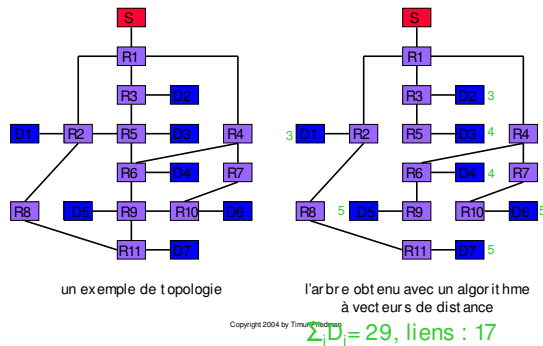 S
R1
R3 D2
D1 R2 R5 D3 R4
R6 D4 R7
R8 D5 R9 R10 D6
R11 D7
un exemple de topologie
S
R1
R3 D2 3
3 D1 R2 R5 D3 4 R4
R6 D4 4 R7
R8 5 D5 R9 R10 D6 5
R11 D7 5
l'arbre obtenu avec un algorithme
à vecteurs de distance
Copyright 2004 by Timur Friedman
ΣiDi= 29, liens : 17